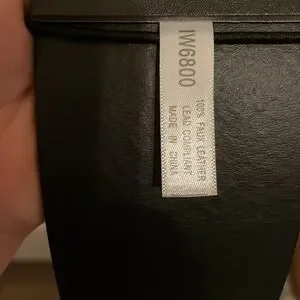 IW6800
100% FAUX LEATHER
LEAD COMPLIANT
MADE IN CHINA